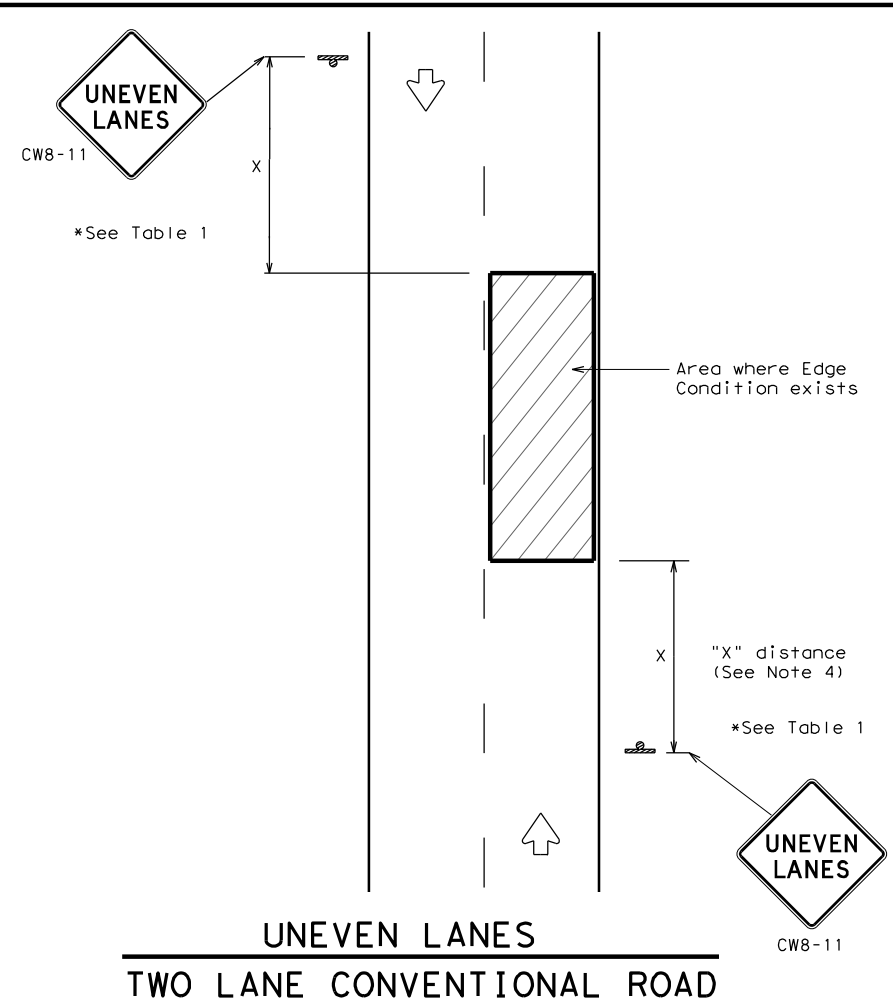 UNEVEN
LANES
CW8-11
X
*See Table 1
Area where Edge
Condition exists
X
"X" distance
(See Note 4)
*See Table 1
UNEVEN
LANES
CW8-11
UNEVEN LANES
TWO LANE CONVENTIONAL ROAD